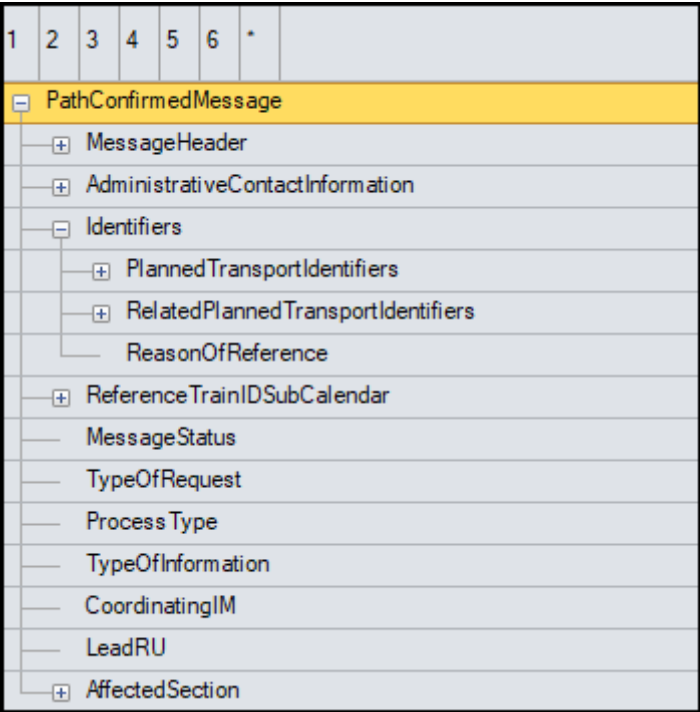 1 2 3 4 5 6 *
PathConfirmedMessage
MessageHeader
AdministrativeContactInformation
Identifiers
PlannedTransportIdentifiers
RelatedPlannedTransportIdentifiers
ReasonOfReference
ReferenceTrainIDSubCalendar
MessageStatus
TypeOfRequest
ProcessType
TypeOfInformation
CoordinatingIM
LeadRU
AffectedSection